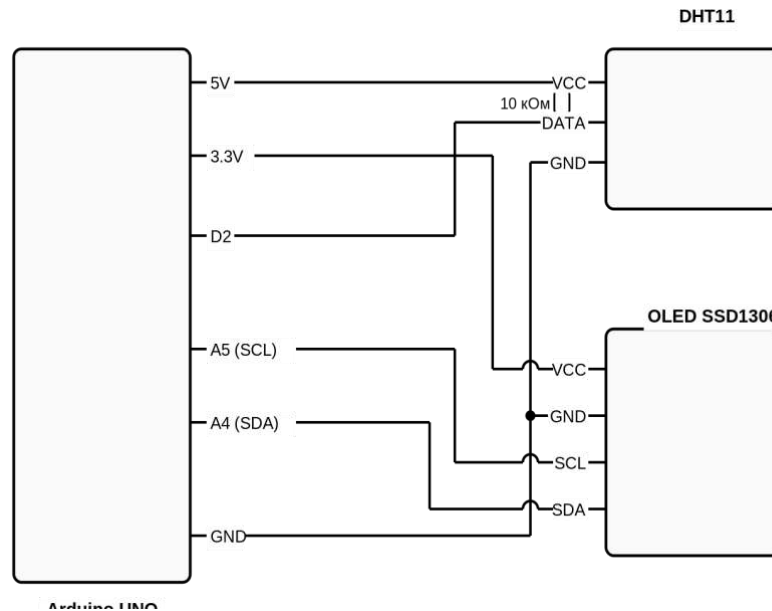 DHT11
5V
VCC
10 кОм
DATA
3.3V
GND
D2
OLED SSD1306
A5 (SCL)
VCC
A4 (SDA)
GND
SCL
SDA
GND
Arduino UNO